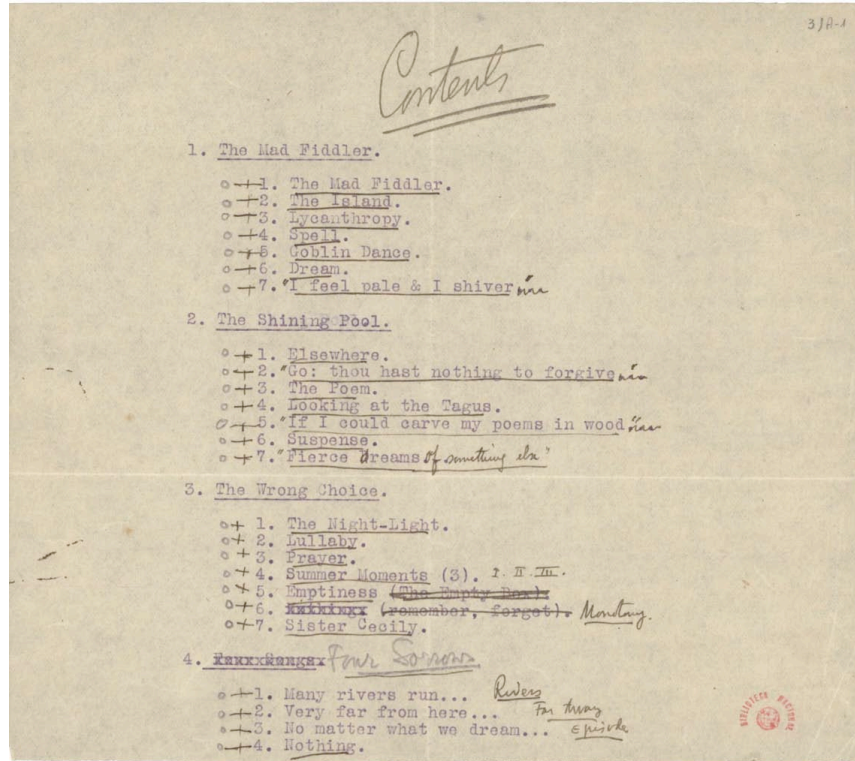 31A-1
Contents
1. The Mad Fiddler.
1. The Mad Fiddler.
2. The Island.
3. Lycanthropy.
4. Spell.
5. Goblin Dance.
6. Dream.
7. "I feel pale & I shiver..."
2. The Shining Pool.
1. Elsewhere.
2. "Go: thou hast nothing to forgive..."
3. The Poem.
4. Looking at the Tagus.
5. "If I could carve my poems in wood..."
6. Suspense.
7. "Fierce dreams of something else"
3. The Wrong Choice.
1. The Night-Light.
2. Lullaby.
3. Prayer.
4. Summer Moments (3). I. II. III.
5. Emptiness (The Empty Box).
6. (remember, forget). Monotony.
7. Sister Cecily.
4. Four Sorrows
1. Many rivers run... Rivers
2. Very far from here... Far Away
3. No matter what we dream... Episode
4. Nothing.
BIBLIOTECA NACIONAL